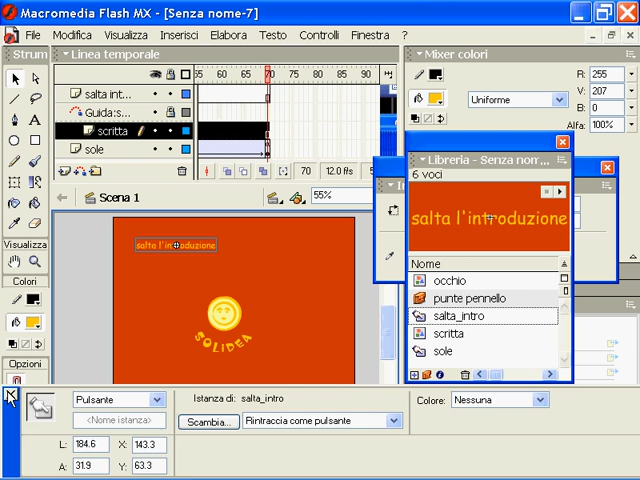 Macromedia Flash MX - [Senza nome-7]
File Modifica Visualizza Inserisci Elabora Testo Controlli Finestra ?
Strum
Linea temporale
Mixer colori
55 60 65 70 75 80 85 90
salta int...
Guida:s...
scritta
sole
70 12.0 fps
Uniforme
R: 255
V: 207
B: 0
Alfa: 100%
Scena 1
55%
Libreria - Senza nom...
6 voci
salta l'introduzione
Nome
occhio
punte pennello
salta_intro
scritta
sole
salta l'introduzione
SOLIDEA
Visualizza
Colori
Opzioni
Pulsante
<Nome istanza>
Istanza di: salta_intro
Scambia...
Rintraccia come pulsante
Colore: Nessuna
L: 184.6 X: 143.3
A: 31.9 Y: 63.3